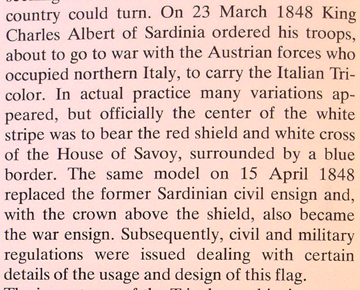 country could turn. On 23 March 1848 King
Charles Albert of Sardinia ordered his troops,
about to go to war with the Austrian forces who
occupied northern Italy, to carry the Italian Tri-
color. In actual practice many variations ap-
peared, but officially the center of the white
stripe was to bear the red shield and white cross
of the House of Savoy, surrounded by a blue
border. The same model on 15 April 1848
replaced the former Sardinian civil ensign and,
with the crown above the shield, also became
the war ensign. Subsequently, civil and military
regulations were issued dealing with certain
details of the usage and design of this flag.